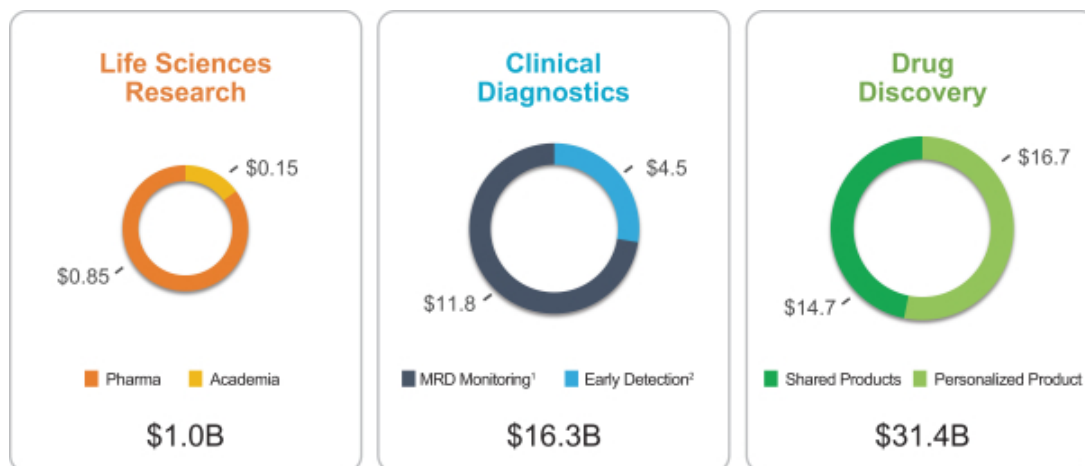 Life Sciences
Research
$0.15
$0.85
Pharma Academia
$1.0B
Clinical
Diagnostics
$4.5
$11.8
MRD Monitoring¹ Early Detection²
$16.3B
Drug
Discovery
$16.7
$14.7
Shared Products Personalized Product
$31.4B